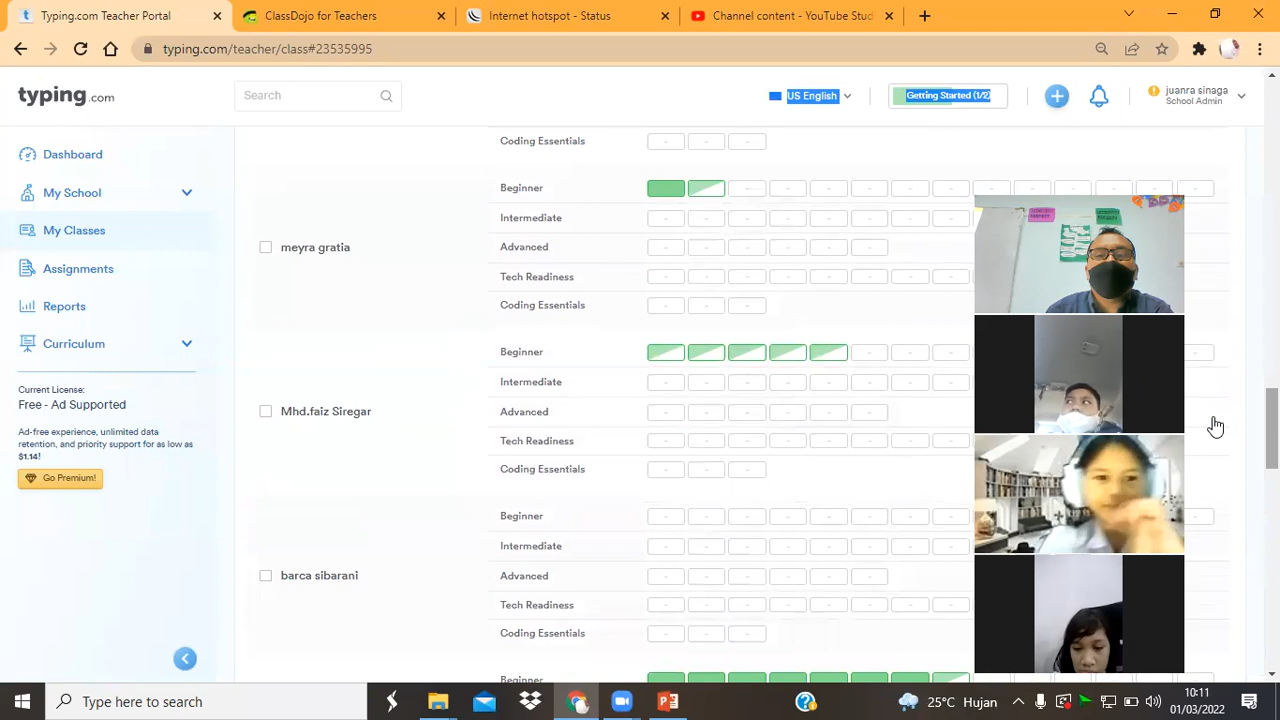 Typing.com Teacher Portal
ClassDojo for Teachers
Internet hotspot - Status
Channel content - YouTube Stud
typing.com/teacher/class#23535995
typing.com
Search
US English
Getting Started (1/2)
juanra sinaga
School Admin
Dashboard
My School
My Classes
Assignments
Reports
Curriculum
Current License:
Free - Ad Supported
Ad-free experience, unlimited data
retention, and priority support for as low as
$1.14!
Go Premium!
Coding Essentials
meyra gratia
Beginner
Intermediate
Advanced
Tech Readiness
Coding Essentials
Mhd.faiz Siregar
Beginner
Intermediate
Advanced
Tech Readiness
Coding Essentials
barca sibarani
Beginner
Intermediate
Advanced
Tech Readiness
Coding Essentials
Beginner
Type here to search
25°C Hujan
10:11
01/03/2022